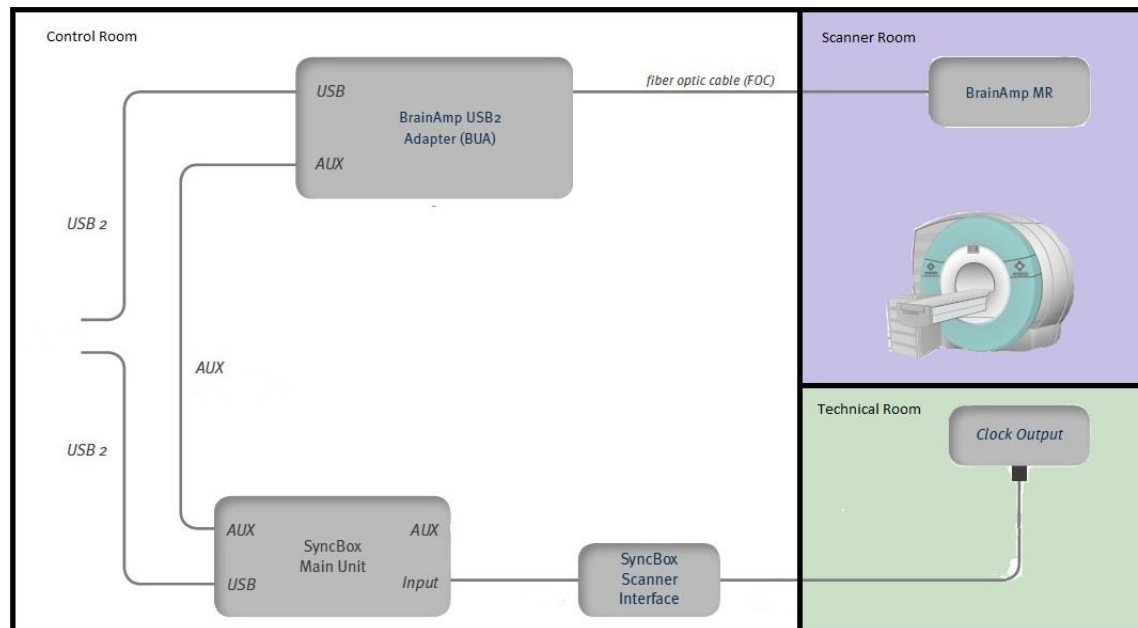 Control Room
Scanner Room
USB
BrainAmp USB2
Adapter (BUA)
AUX
fiber optic cable (FOC)
BrainAmp MR
USB 2
AUX
USB 2
Technical Room
Clock Output
AUX
AUX
SyncBox
Main Unit
USB
Input
SyncBox
Scanner
Interface